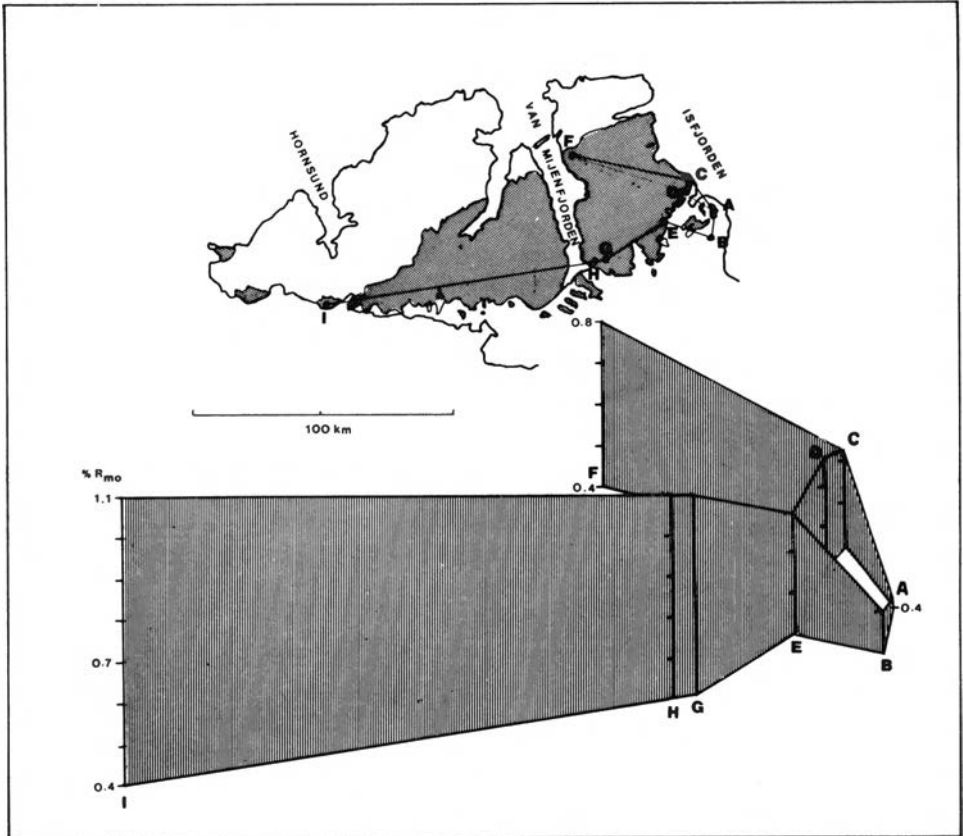 HORNSUND
VAN
MIJENFJORDEN
ISFJORDEN
F
C
D
A
E
B
G
H
I
100 km
0.8
F
0.4
C
D
A
0.4
B
E
% Rmo
1.1
0.7
0.4
H
G
I